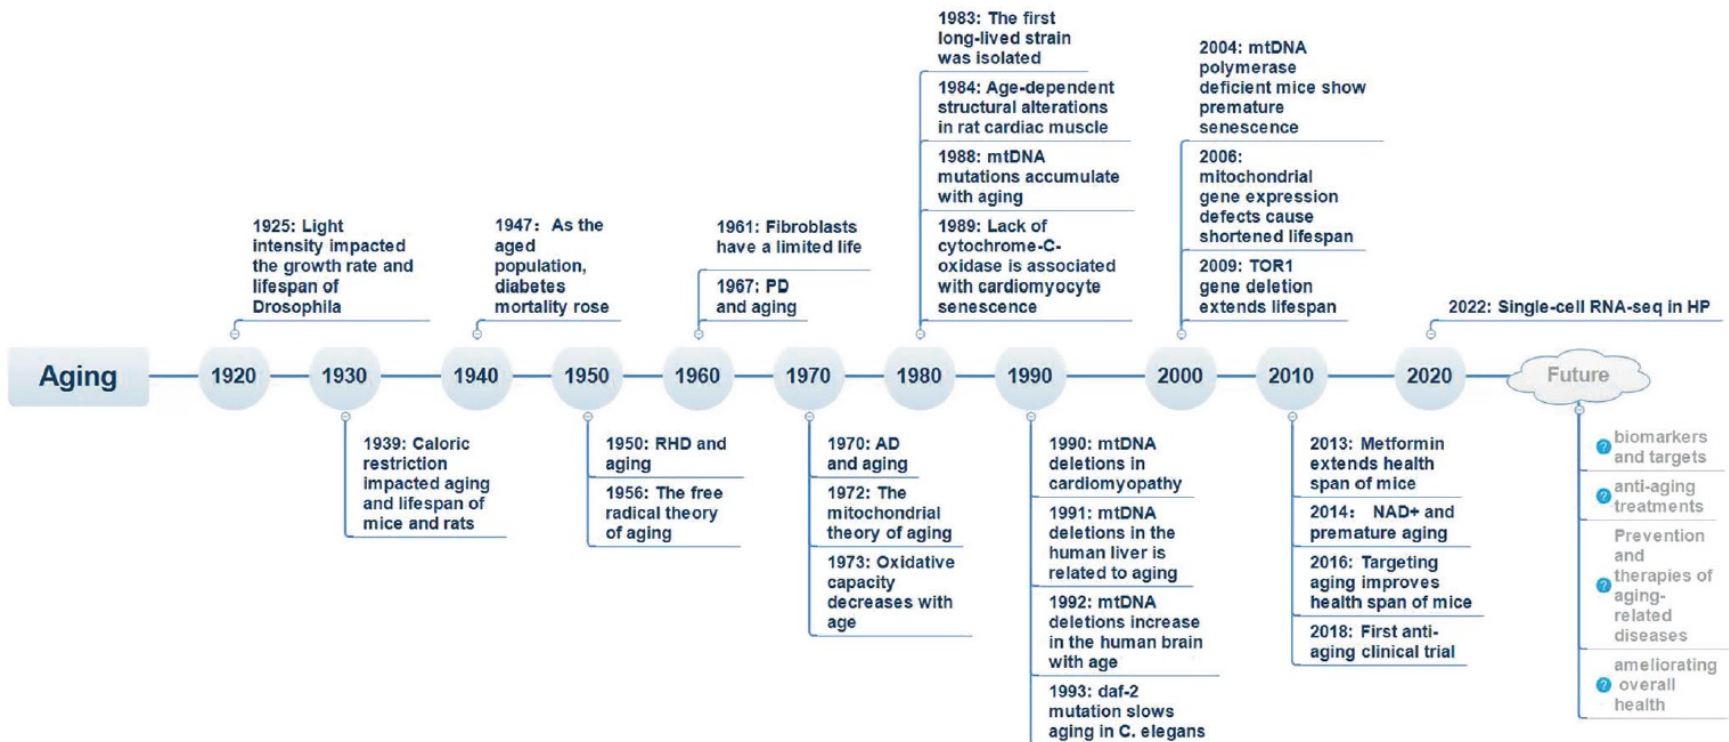 1983: The first
long-lived strain
was isolated
1984: Age-dependent
structural alterations
in rat cardiac muscle
1988: mtDNA
mutations accumulate
with aging
1989: Lack of
cytochrome-C-
oxidase is associated
with cardiomyocyte
senescence
2004: mtDNA
polymerase
deficient mice show
premature
senescence
2006:
mitochondrial
gene expression
defects cause
shortened lifespan
2009: TOR1
gene deletion
extends lifespan
1925: Light
intensity impacted
the growth rate and
lifespan of
Drosophila
1947： As the
aged
population,
diabetes
mortality rose
1961: Fibroblasts
have a limited life
1967: PD
and aging
2022: Single-cell RNA-seq in HP
Aging
1920
1930
1940
1950
1960
1970
1980
1990
2000
2010
2020
Future
1939: Caloric
restriction
impacted aging
and lifespan of
mice and rats
1950: RHD and
aging
1956: The free
radical theory
of aging
1970: AD
and aging
1972: The
mitochondrial
theory of aging
1973: Oxidative
capacity
decreases with
age
1990: mtDNA
deletions in
cardiomyopathy
1991: mtDNA
deletions in the
human liver is
related to aging
1992: mtDNA
deletions increase
in the human brain
with age
1993: daf-2
mutation slows
aging in C. elegans
2013: Metformin
extends health
span of mice
2014： NAD+ and
premature aging
2016: Targeting
aging improves
health span of mice
2018: First anti-
aging clinical trial
? biomarkers
and targets
? anti-aging
treatments
Prevention
and
? therapies of
aging-
related
diseases
ameliorating
? overall
health